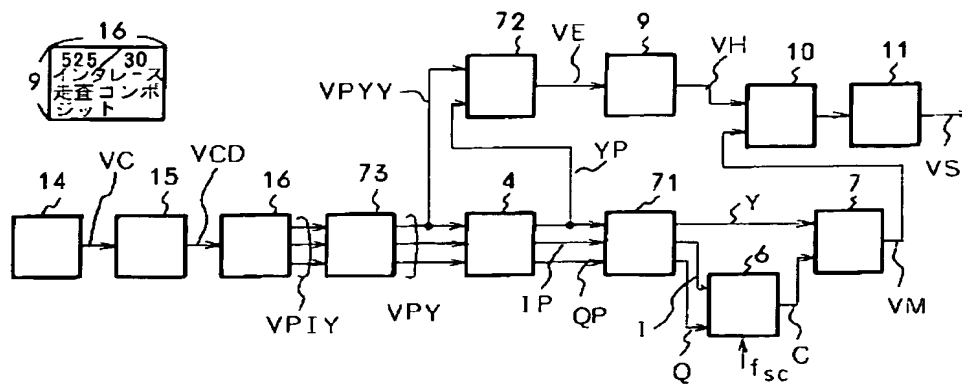 16
9
525/30
インタレース
走査コンポ
ジット
72
VE
9
VH
10
11
VPYY
YP
VS
VC
VCD
14
15
16
73
4
71
Y
7
VPIY
VPY
IP
QP
I
Q
6
fsc
C
VM